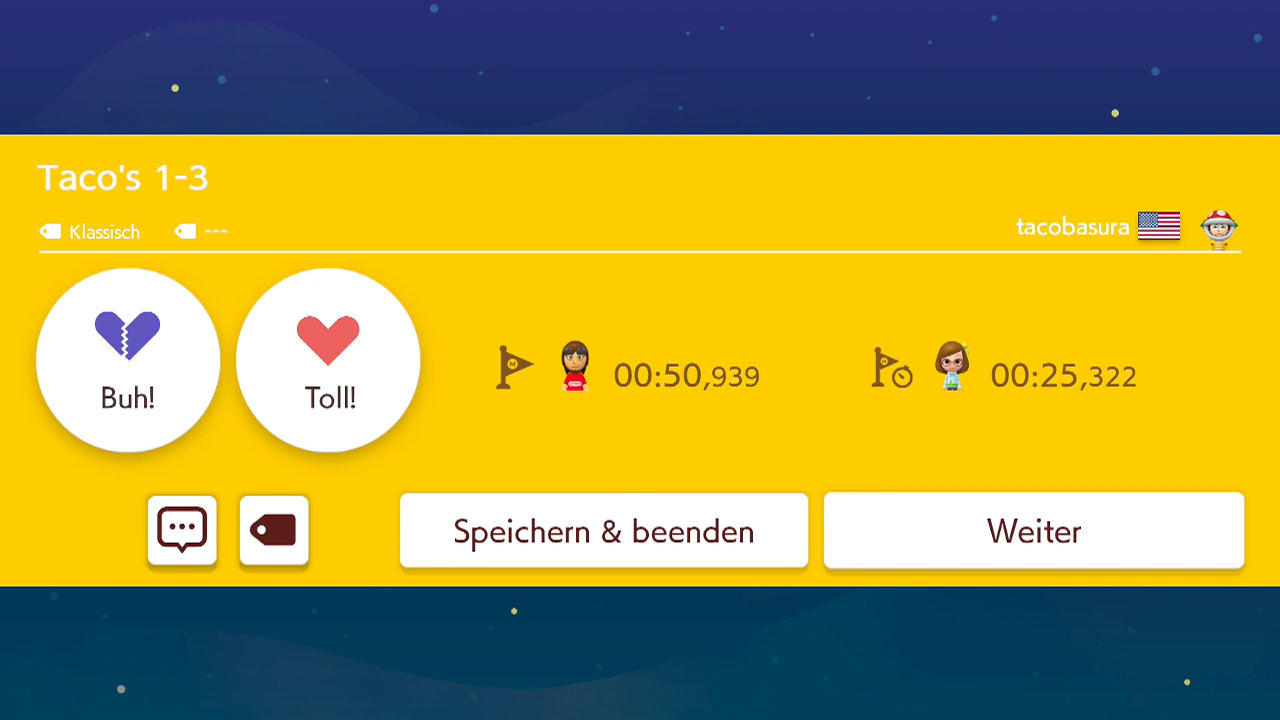 Taco's 1-3
Klassisch ---
tacobasura
Buh!
Toll!
00:50,939
00:25,322
Speichern & beenden
Weiter